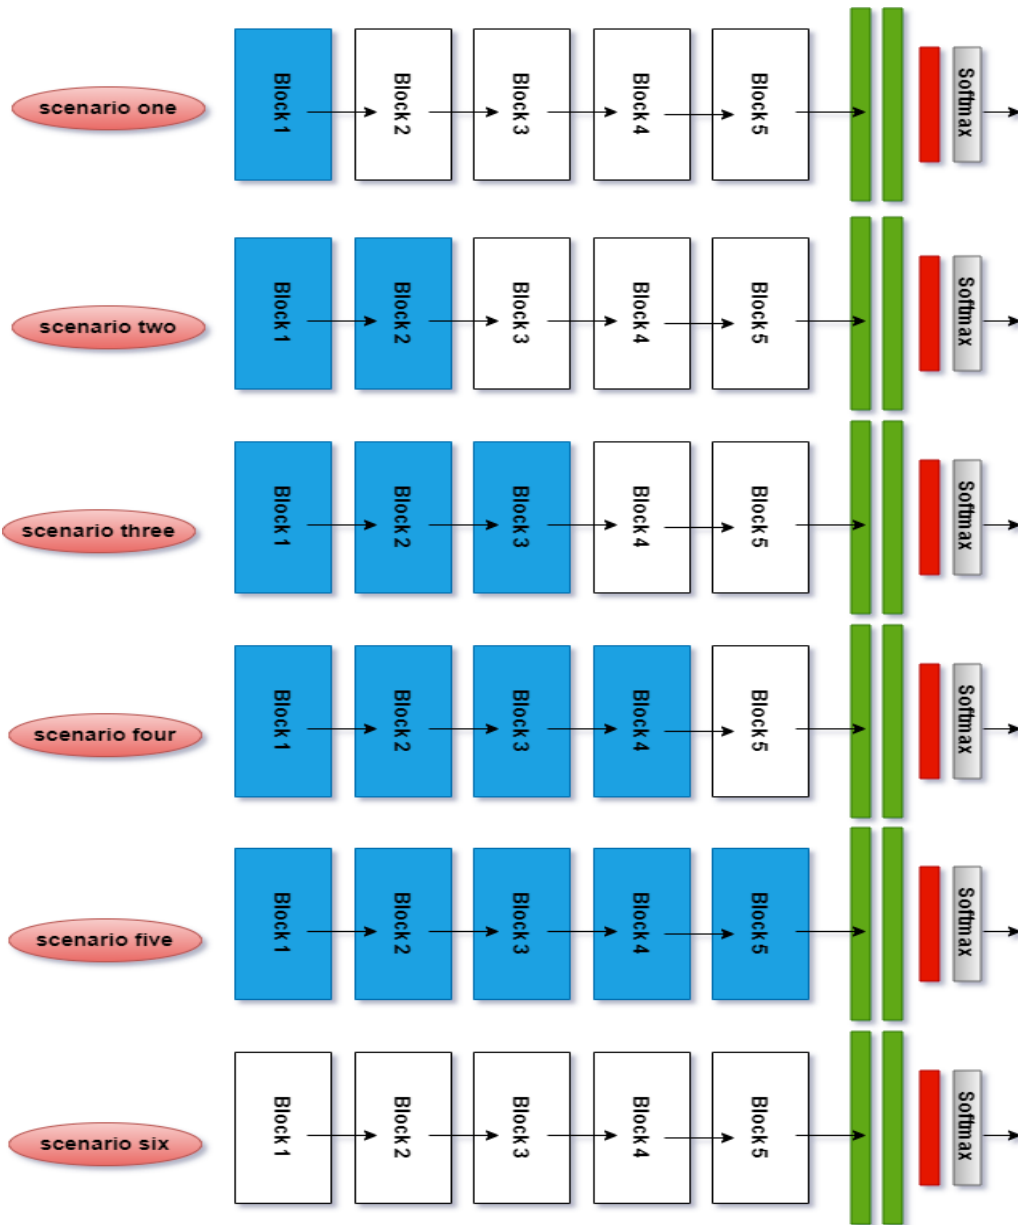 scenario one
Block 1
Block 2
Block 3
Block 4
Block 5
Softmax
scenario two
Block 1
Block 2
Block 3
Block 4
Block 5
Softmax
scenario three
Block 1
Block 2
Block 3
Block 4
Block 5
Softmax
scenario four
Block 1
Block 2
Block 3
Block 4
Block 5
Softmax
scenario five
Block 1
Block 2
Block 3
Block 4
Block 5
Softmax
scenario six
Block 1
Block 2
Block 3
Block 4
Block 5
Softmax